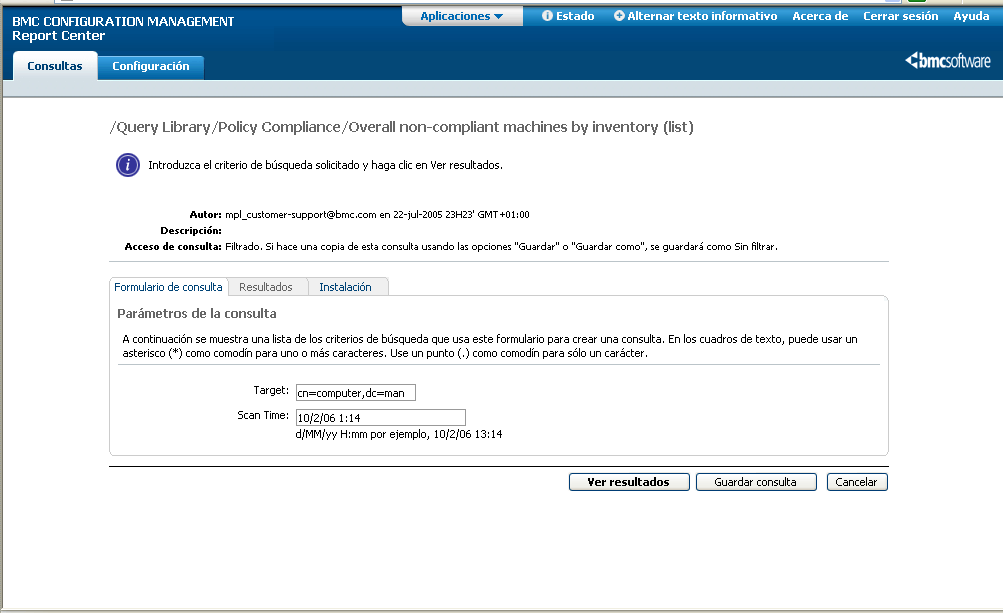 BMC CONFIGURATION MANAGEMENT
Report Center
Aplicaciones
Estado
Alternar texto informativo
Acerca de
Cerrar sesión
Ayuda
Consultas
Configuración
bmcsoftware
/Query Library/Policy Compliance/Overall non-compliant machines by inventory (list)
Introduzca el criterio de búsqueda solicitado y haga clic en Ver resultados.
Autor: mpl_customer-support@bmc.com en 22-jul-2005 23H23' GMT+01:00
Descripción:
Acceso de consulta: Filtrado. Si hace una copia de esta consulta usando las opciones "Guardar" o "Guardar como", se guardará como Sin filtrar.
Formulario de consulta
Resultados
Instalación
Parámetros de la consulta
A continuación se muestra una lista de los criterios de búsqueda que usa este formulario para crear una consulta. En los cuadros de texto, puede usar un
asterisco (*) como comodín para uno o más caracteres. Use un punto (.) como comodín para sólo un carácter.
Target: cn=computer,dc=man
Scan Time: 10/2/06 1:14
d/MM/yy H:mm por ejemplo, 10/2/06 13:14
Ver resultados
Guardar consulta
Cancelar